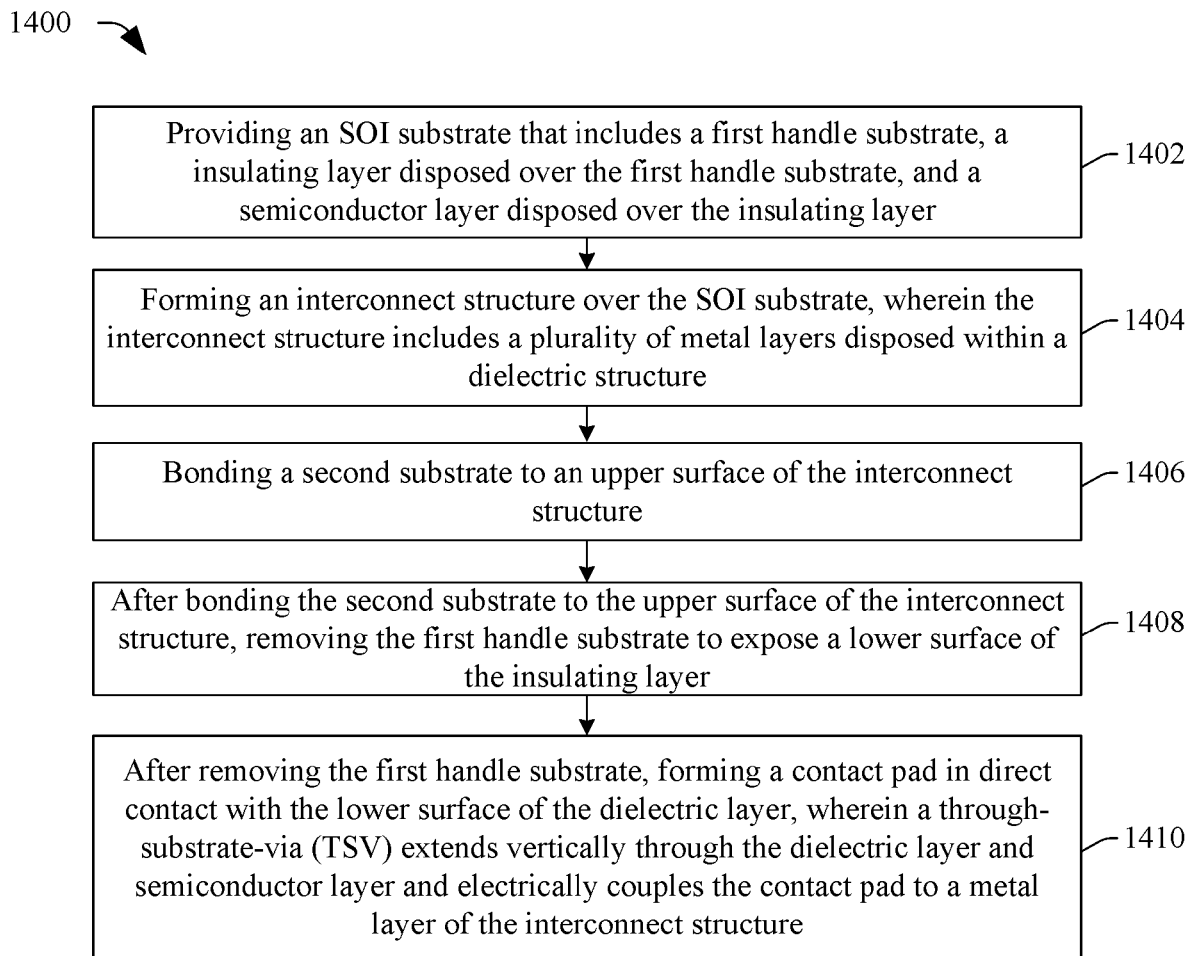 1400
Providing an SOI substrate that includes a first handle substrate, a
insulating layer disposed over the first handle substrate, and a
semiconductor layer disposed over the insulating layer
1402
Forming an interconnect structure over the SOI substrate, wherein the
interconnect structure includes a plurality of metal layers disposed within a
dielectric structure
1404
Bonding a second substrate to an upper surface of the interconnect
structure
1406
After bonding the second substrate to the upper surface of the interconnect
structure, removing the first handle substrate to expose a lower surface of
the insulating layer
1408
After removing the first handle substrate, forming a contact pad in direct
contact with the lower surface of the dielectric layer, wherein a through-
substrate-via (TSV) extends vertically through the dielectric layer and
semiconductor layer and electrically couples the contact pad to a metal
layer of the interconnect structure
1410